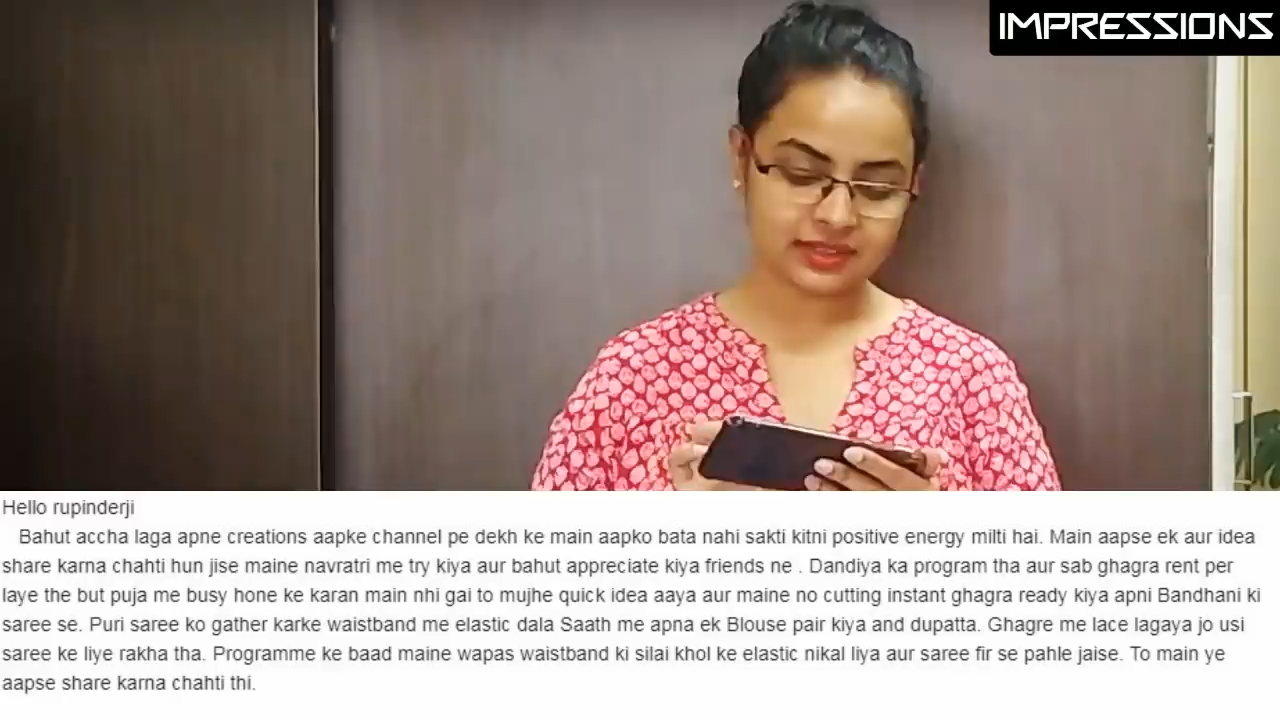 IMPRESSIONS
Hello rupinderji
Bahut accha laga apne creations aapke channel pe dekh ke main aapko bata nahi sakti kitni positive energy milti hai. Main aapse ek aur idea
share karna chahti hun jise maine navratri me try kiya aur bahut appreciate kiya friends ne . Dandiya ka program tha aur sab ghagra rent per
laye the but puja me busy hone ke karan main nhi gai to mujhe quick idea aaya aur maine no cutting instant ghagra ready kiya apni Bandhani ki
saree se. Puri saree ko gather karke waistband me elastic dala Saath me apna ek Blouse pair kiya and dupatta. Ghagre me lace lagaya jo usi
saree ke liye rakha tha. Programme ke baad maine wapas waistband ki silai khol ke elastic nikal liya aur saree fir se pahle jaise. To main ye
aapse share karna chahti thi.